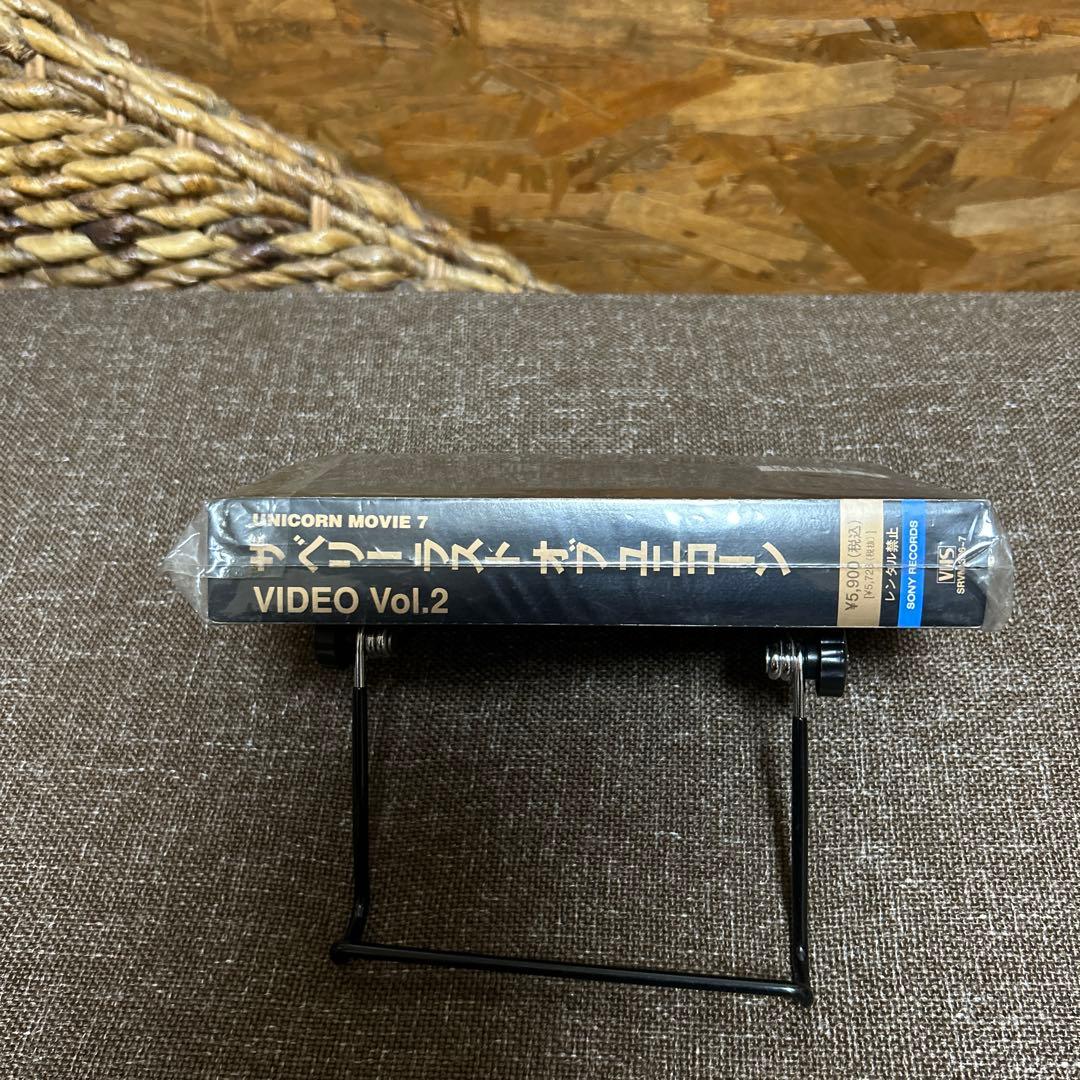 UNICORN MOVIE 7
ザ ベリー ラスト オブ ユニコーン
VIDEO Vol.2
¥5,900(税込)
レンタル禁止
SONY RECORDS
VHS